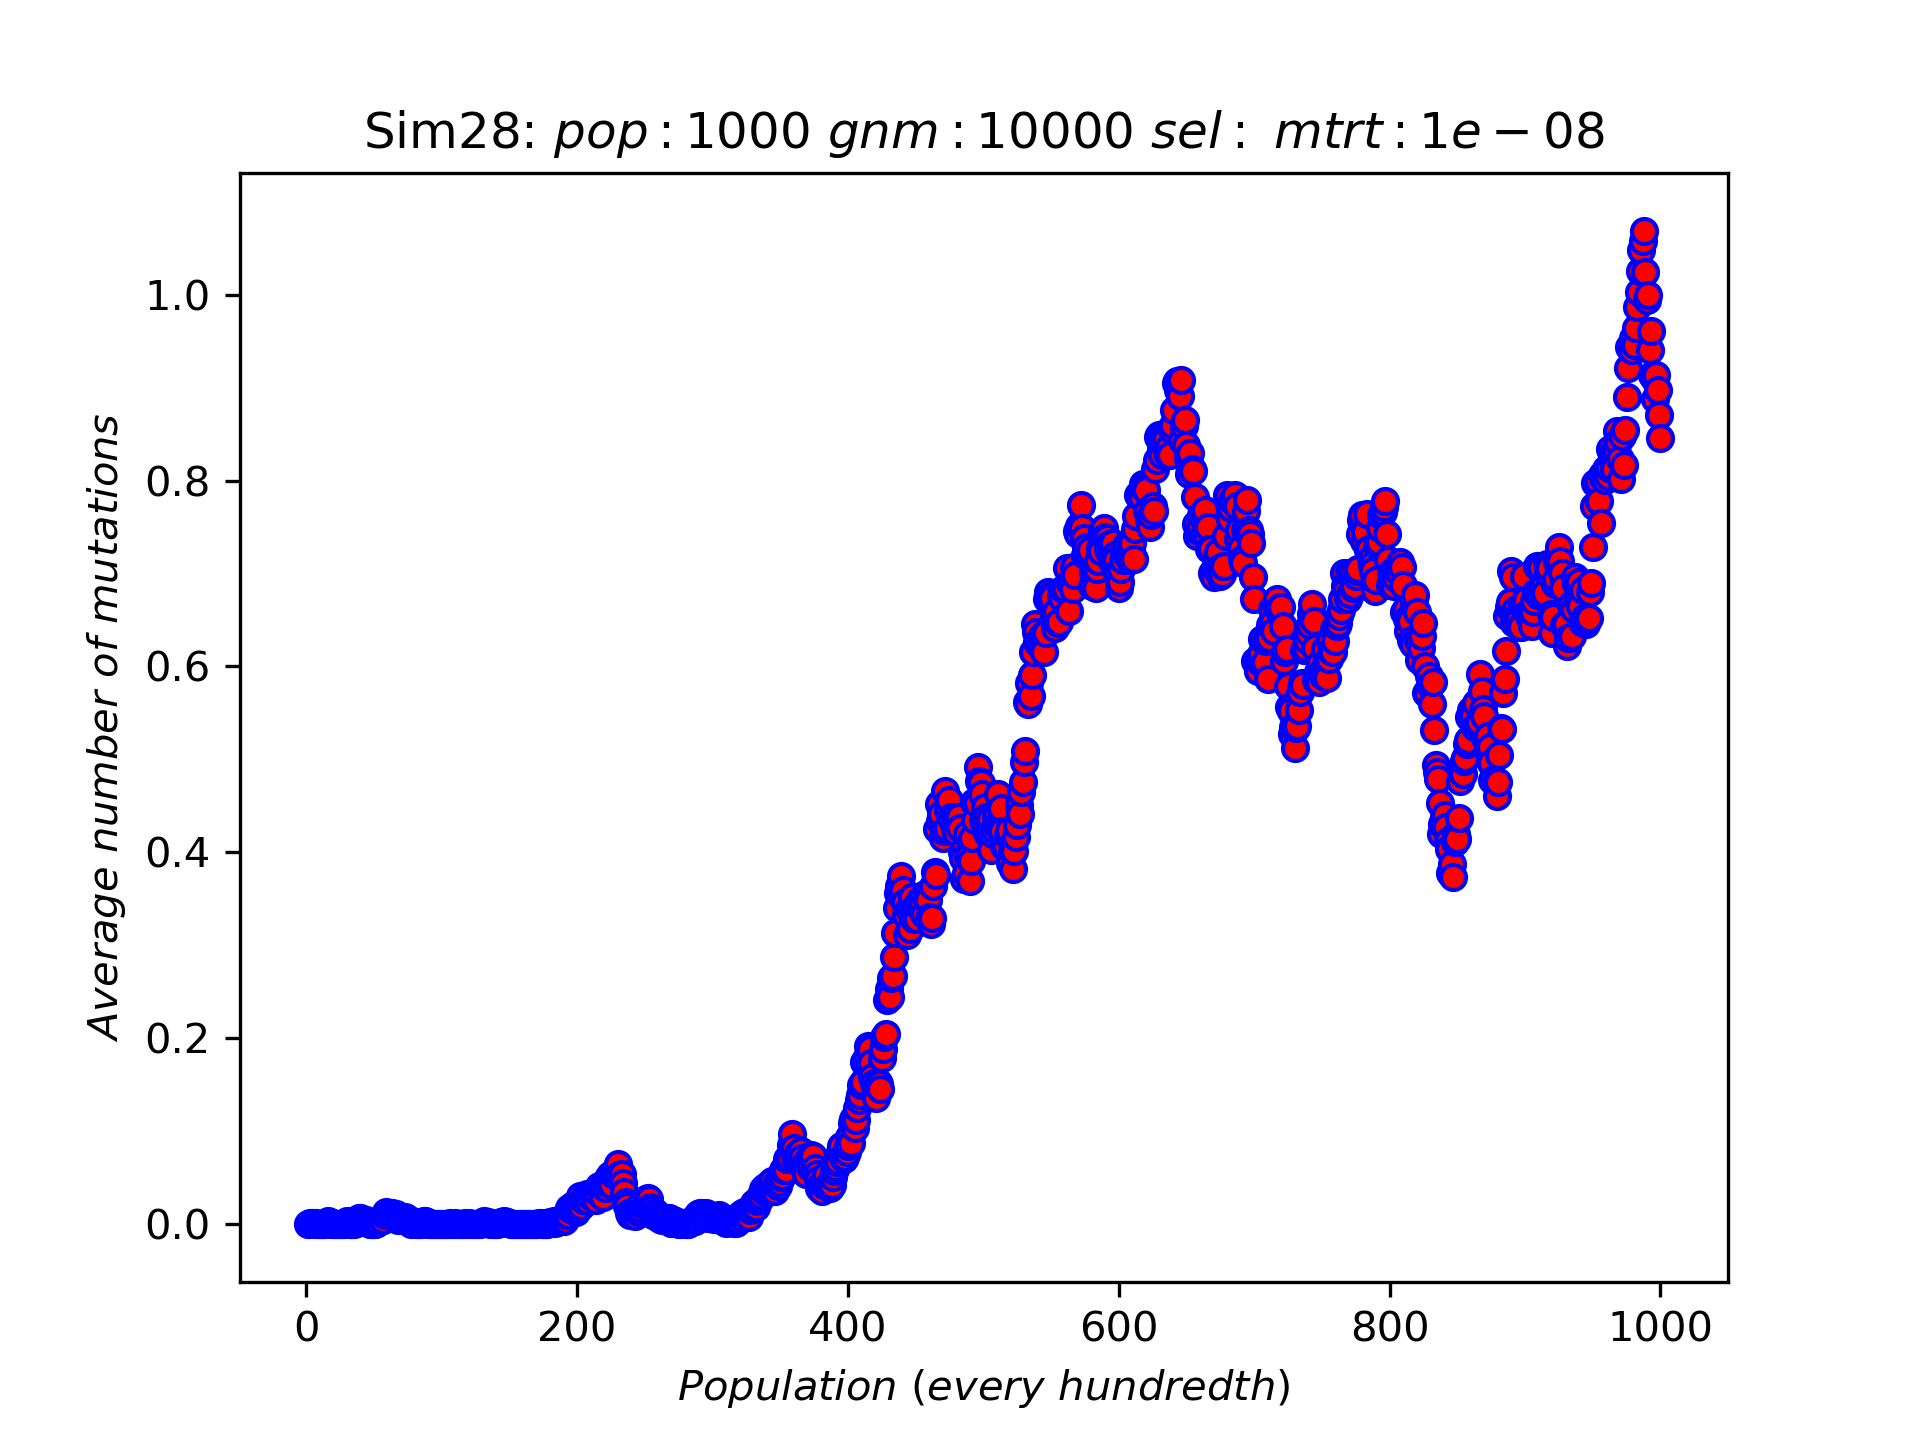 Sim28: pop : 1000 gnm : 10000 sel : mtrt : 1e − 08
Average number of mutations
1.0
0.8
0.6
0.4
0.2
0.0
0 200 400 600 800 1000
Population (every hundredth)